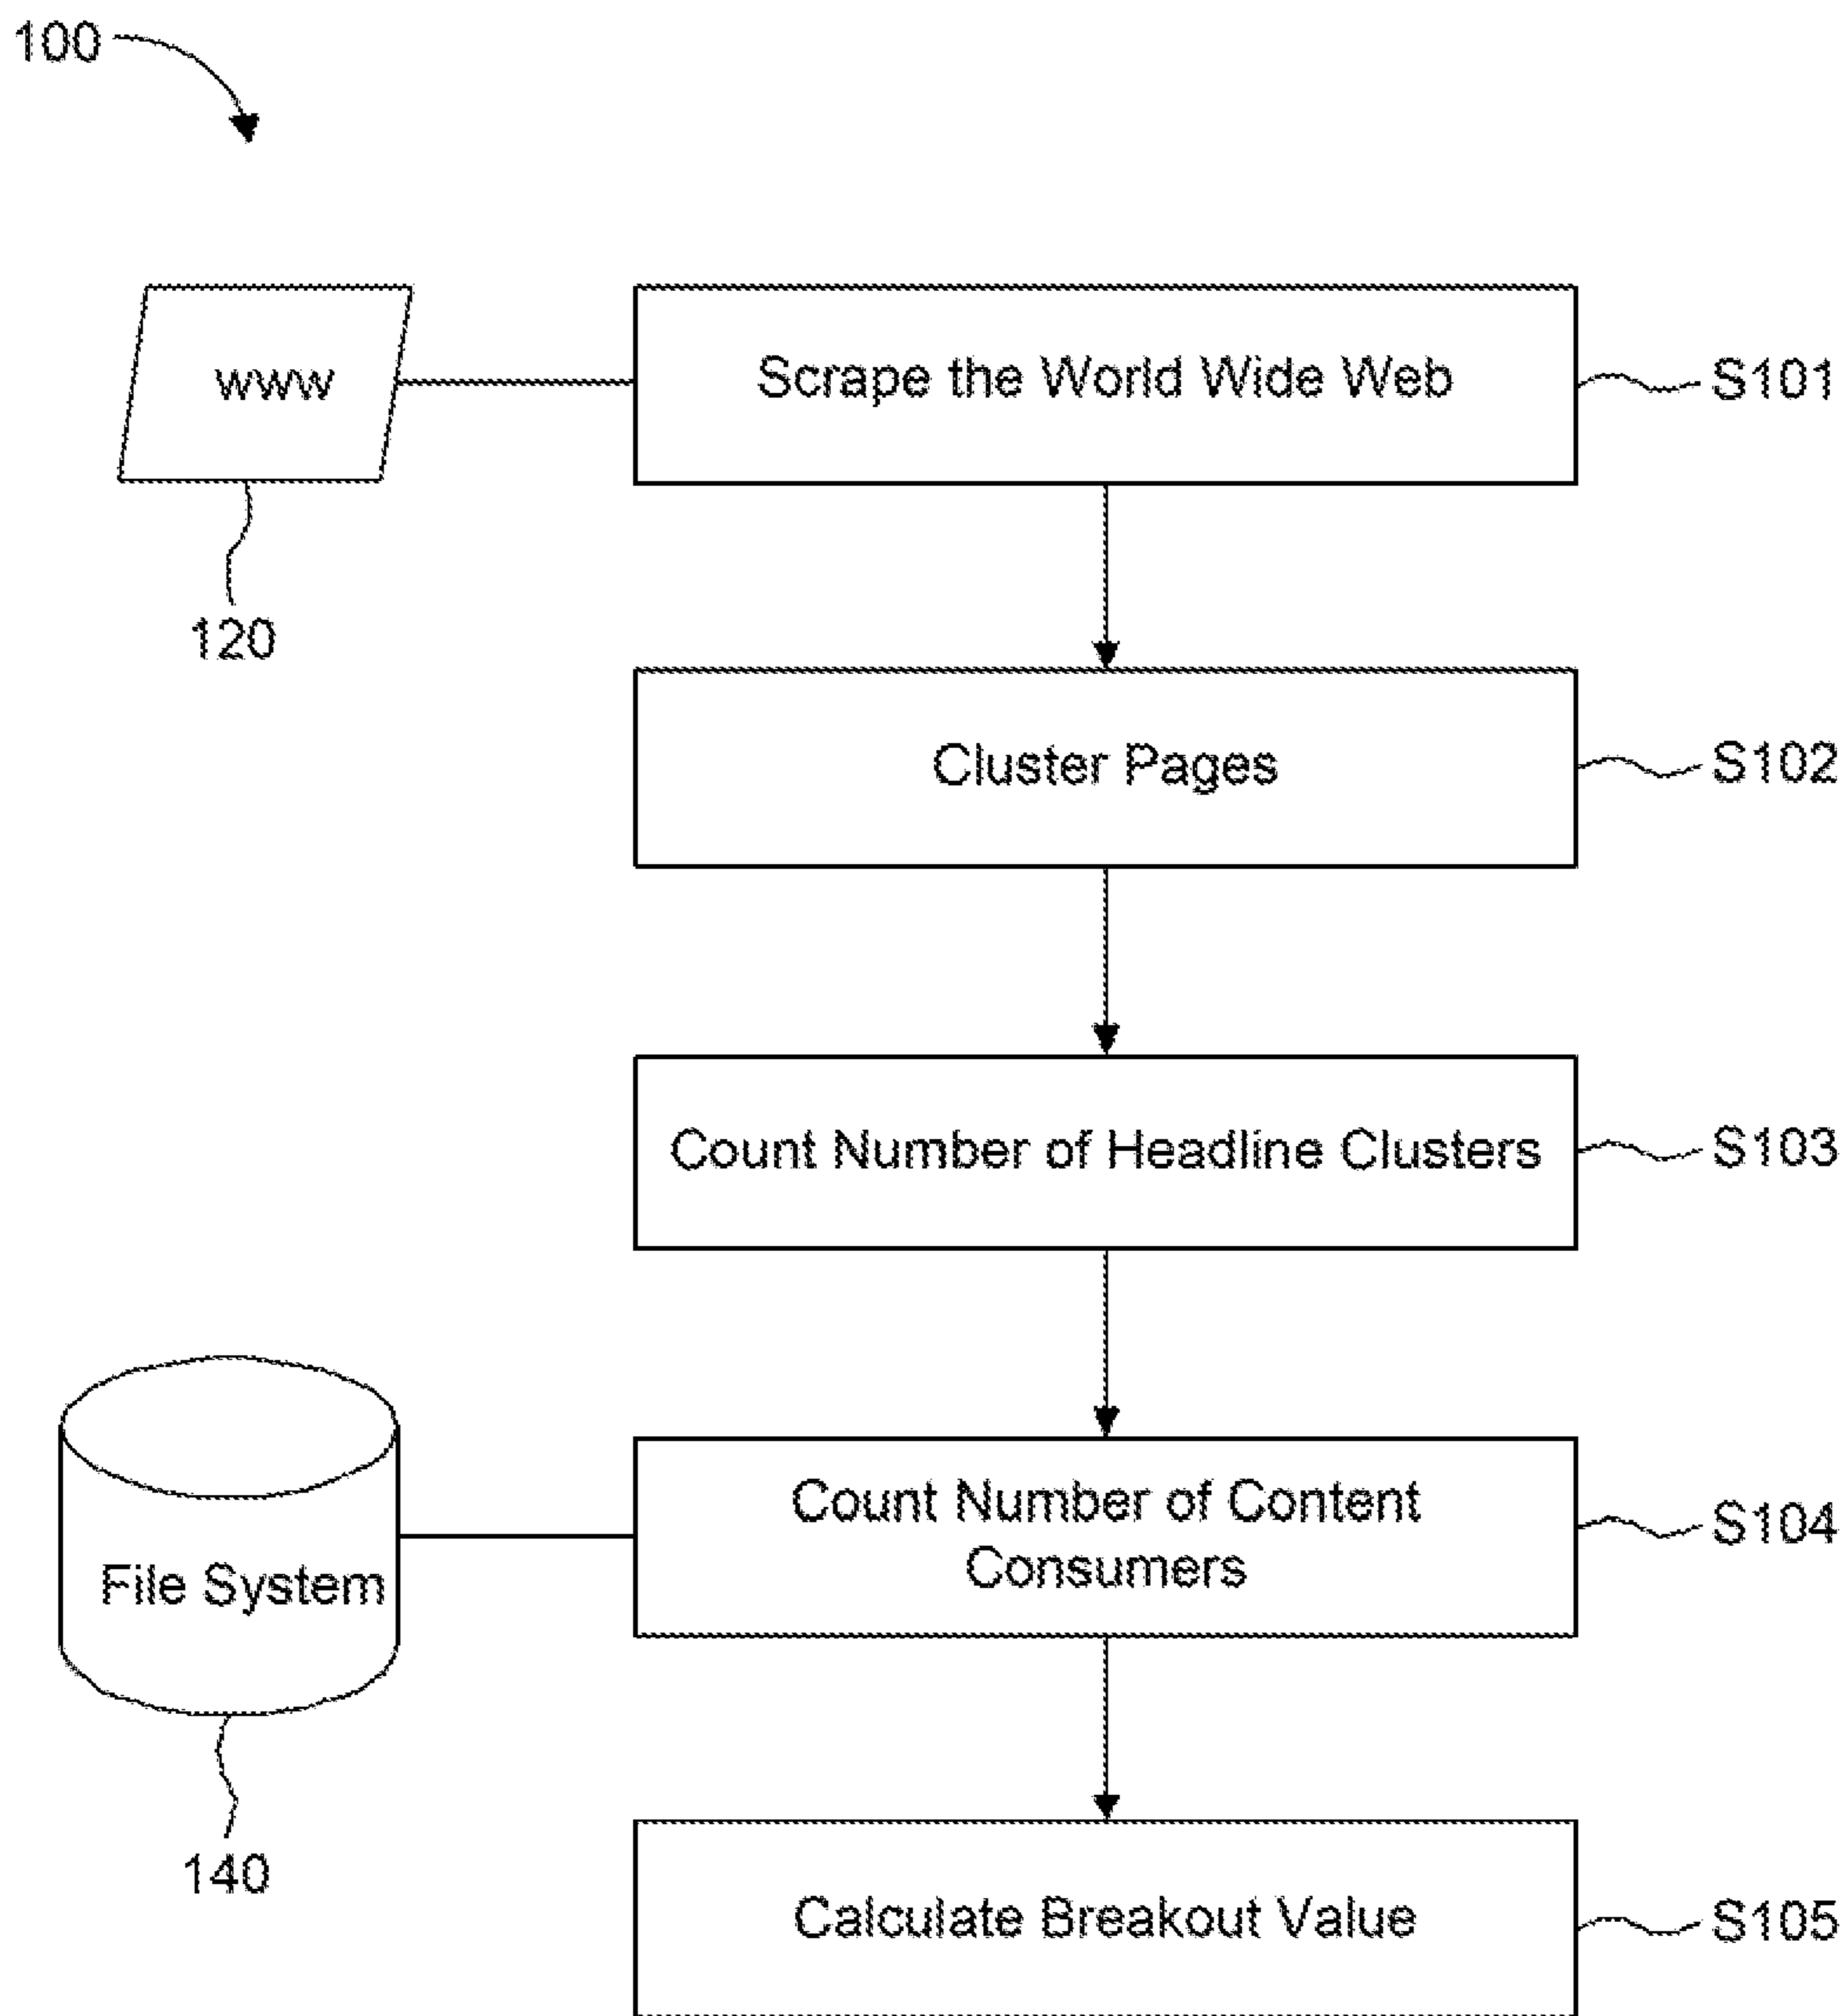 100
www
Scrape the World Wide Web
S101
120
Cluster Pages
S102
Count Number of Headline Clusters
S103
Count Number of Content
Consumers
S104
File System
140
Calculate Breakout Value
S105